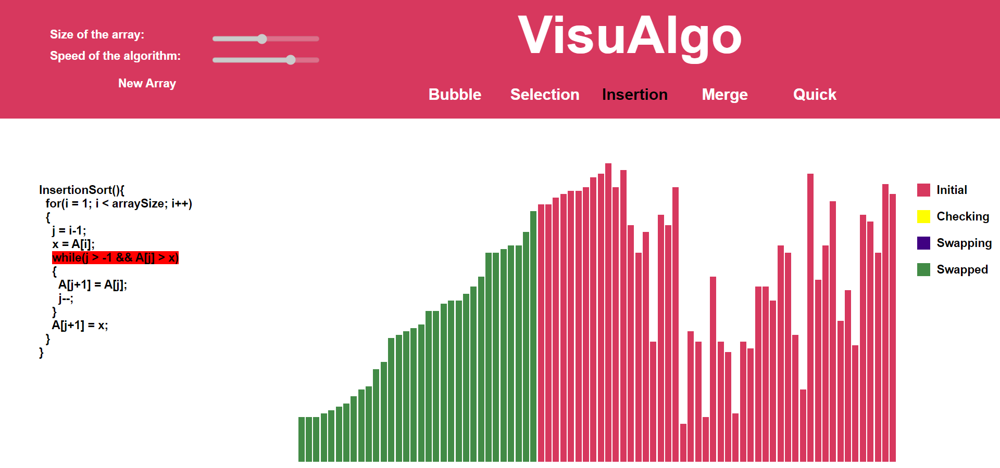 Size of the array:
Speed of the algorithm:
New Array
VisuAlgo
Bubble Selection Insertion Merge Quick
InsertionSort(){
for(i = 1; i < arraySize; i++)
{
j = i-1;
x = A[i];
while(j > -1 && A[j] > x)
{
A[j+1] = A[j];
j--;
}
A[j+1] = x;
}
}
Initial
Checking
Swapping
Swapped